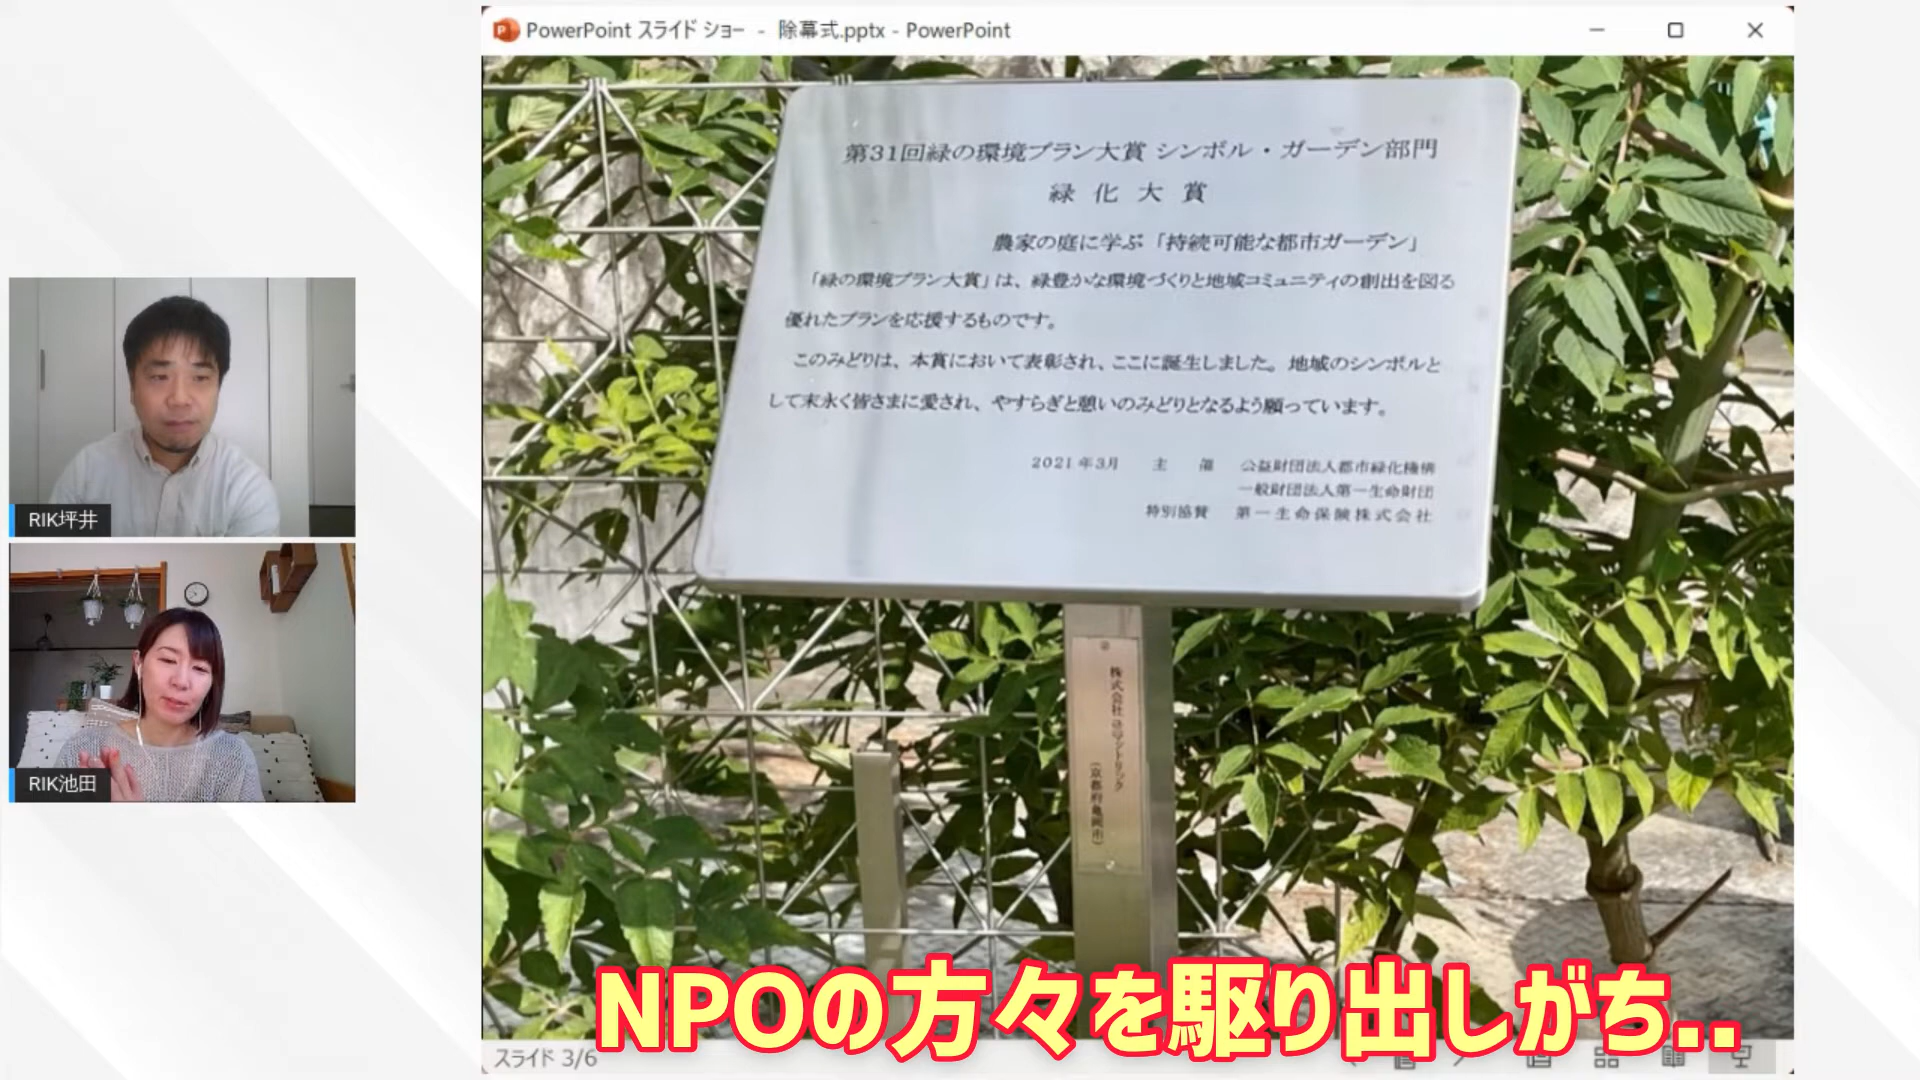 PowerPoint スライド ショー - 除幕式.pptx - PowerPoint
第31回緑の環境プラン大賞 シンボル・ガーデン部門
緑化大賞
農家の庭に学ぶ「持続可能な都市ガーデン」
「緑の環境プラン大賞」は、緑豊かな環境づくりと地域コミュニティの創出を図る
優れたプランを応援するものです。
このみどりは、本賞において表彰され、ここに誕生しました。地域のシンボルと
して末永く皆さまに愛され、やすらぎと憩いのみどりとなるよう願っています。
2021年3月 主 催 公益財団法人都市緑化機構
一般財団法人第一生命財団
特別協賛 第一生命保険株式会社
株式会社
(京都府亀岡市)
RIK坪井
RIK池田
NPOの方々を駆り出しがち..
スライド 3/6